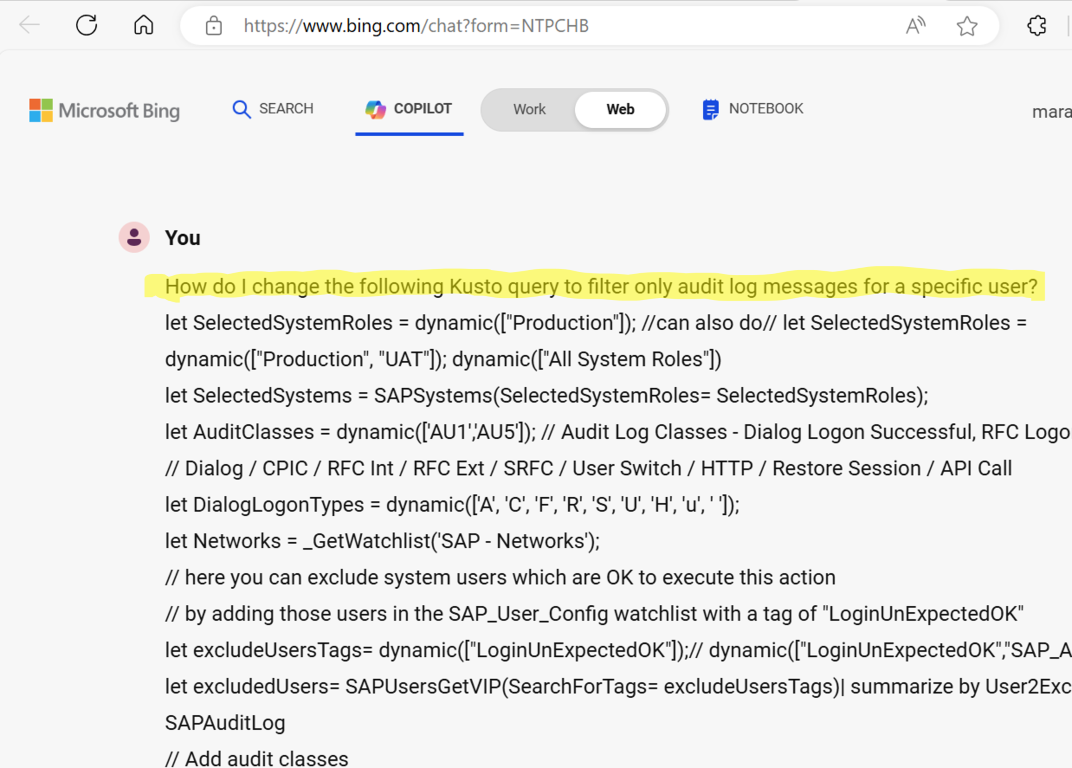 https://www.bing.com/chat?form=NTPCHB
Microsoft Bing
SEARCH
COPILOT
Work
Web
NOTEBOOK
mara
You
How do I change the following Kusto query to filter only audit log messages for a specific user?
let SelectedSystemRoles = dynamic(["Production"]); //can also do// let SelectedSystemRoles =
dynamic(["Production", "UAT"]); dynamic(["All System Roles"])
let SelectedSystems = SAPSystems(SelectedSystemRoles= SelectedSystemRoles);
let AuditClasses = dynamic(['AU1','AU5']); // Audit Log Classes - Dialog Logon Successful, RFC Logo
// Dialog / CPIC / RFC Int / RFC Ext / SRFC / User Switch / HTTP / Restore Session / API Call
let DialogLogonTypes = dynamic(['A', 'C', 'F', 'R', 'S', 'U', 'H', 'u', ' ']);
let Networks = _GetWatchlist('SAP - Networks');
// here you can exclude system users which are OK to execute this action
// by adding those users in the SAP_User_Config watchlist with a tag of "LoginUnExpectedOK"
let excludeUsersTags= dynamic(["LoginUnExpectedOK"]);// dynamic(["LoginUnExpectedOK","SAP_A
let excludedUsers= SAPUsersGetVIP(SearchForTags= excludeUsersTags)| summarize by User2Exc
SAPAuditLog
// Add audit classes